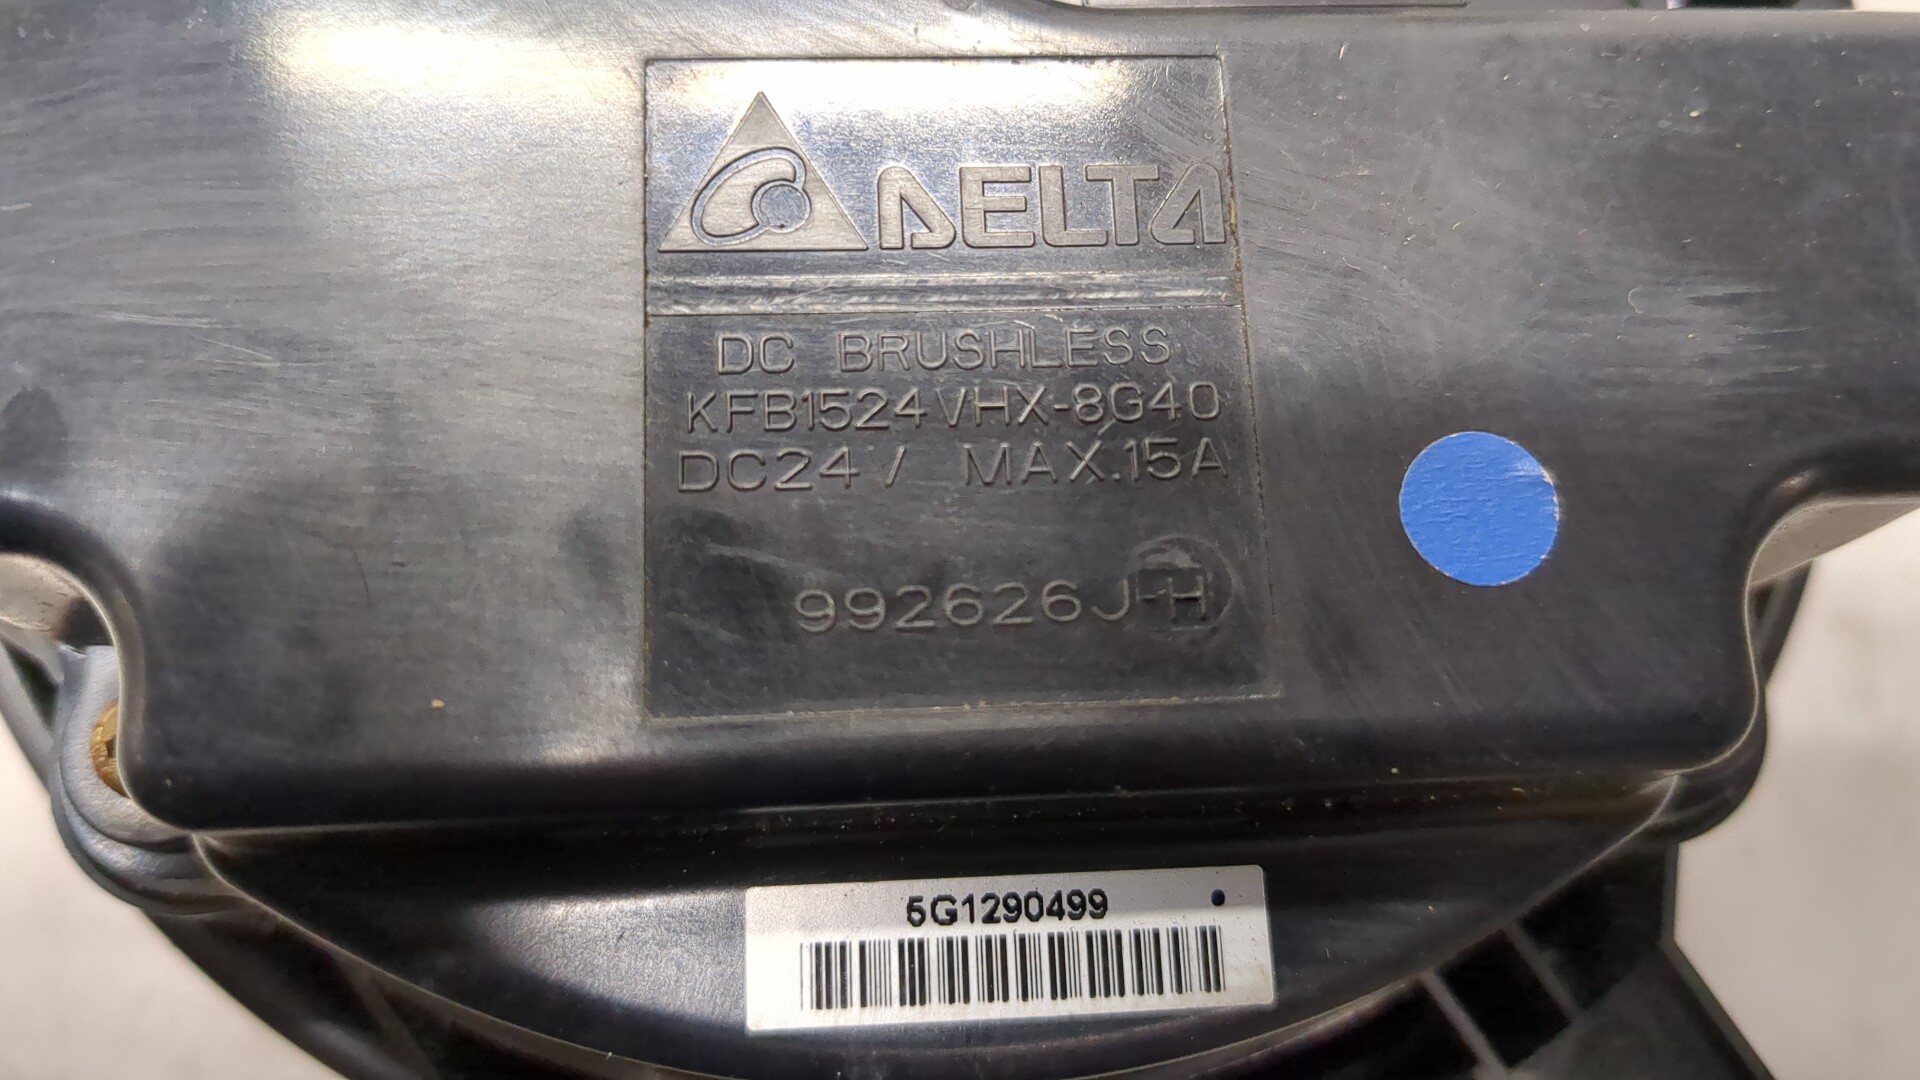 DELTA
DC BRUSHLESS
KFB1524VHX-8G40
DC24V MAX.15A
992626J-H
5G1290499